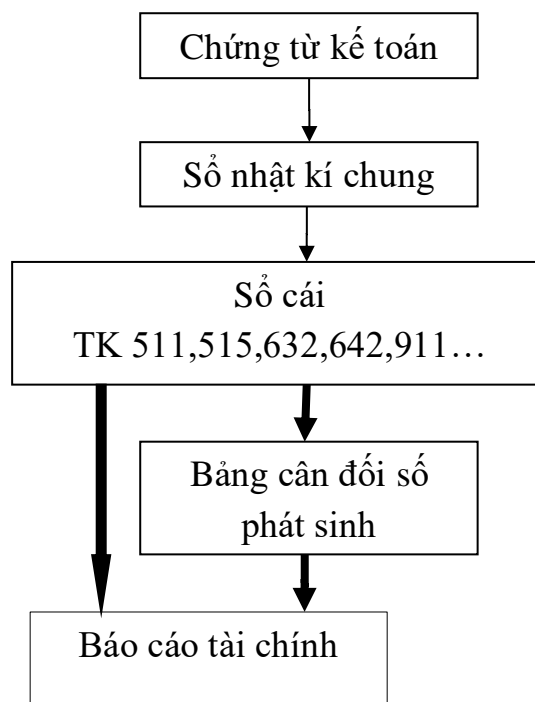 Chứng từ kế toán
Sổ nhật kí chung
Sổ cái
TK 511,515,632,642,911…
Bảng cân đối số
phát sinh
Báo cáo tài chính